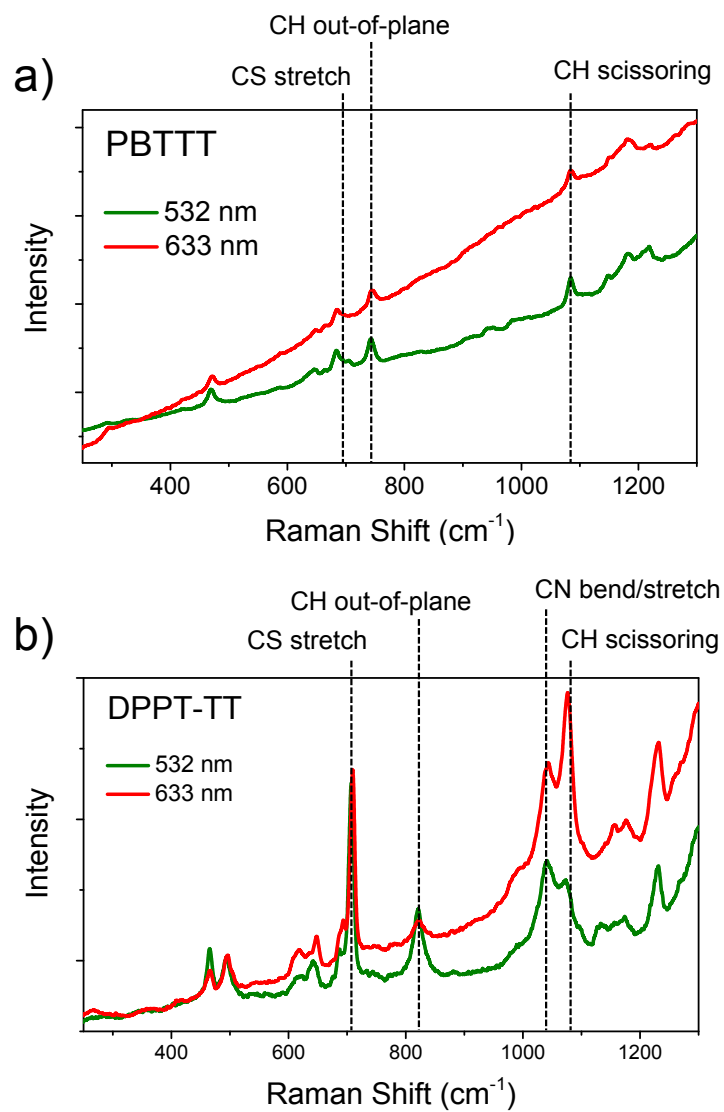 CH out-of-plane
a)
CS stretch
CH scissoring
PBTTT
532 nm
633 nm
Intensity
400 600 800 1000 1200
Raman Shift (cm⁻¹)
CN bend/stretch
CH out-of-plane
b)
CS stretch
CH scissoring
DPPT-TT
532 nm
633 nm
Intensity
400 600 800 1000 1200
Raman Shift (cm⁻¹)